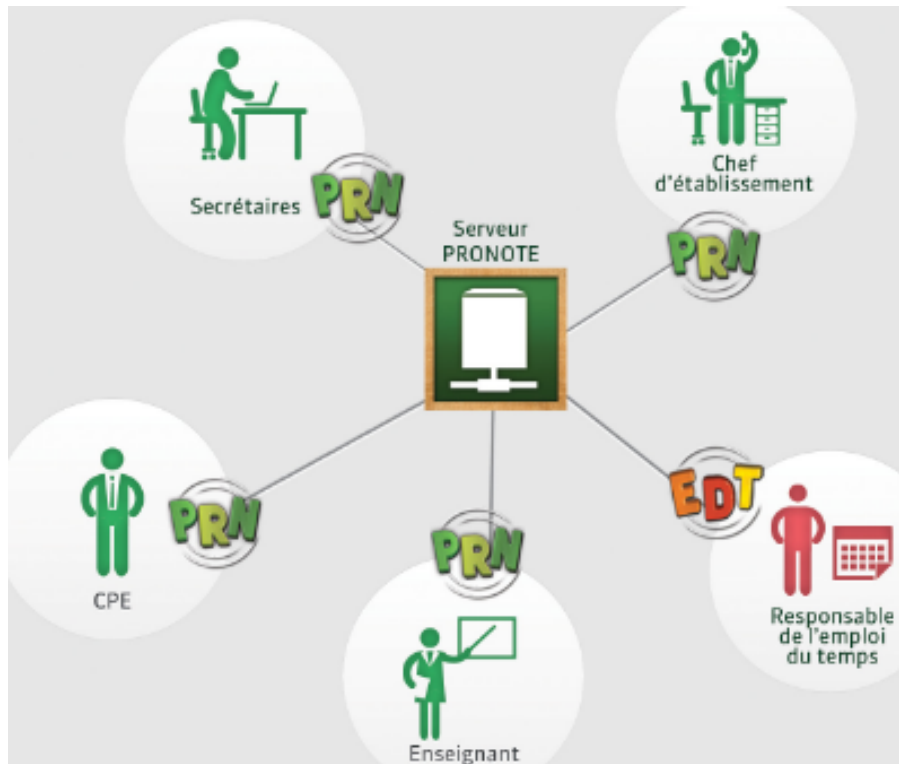 Secrétaires
PRN
Chef
d'établissement
PRN
Serveur
PRONOTE
CPE
PRN
PRN
Enseignant
EDT
Responsable
de l'emploi
du temps